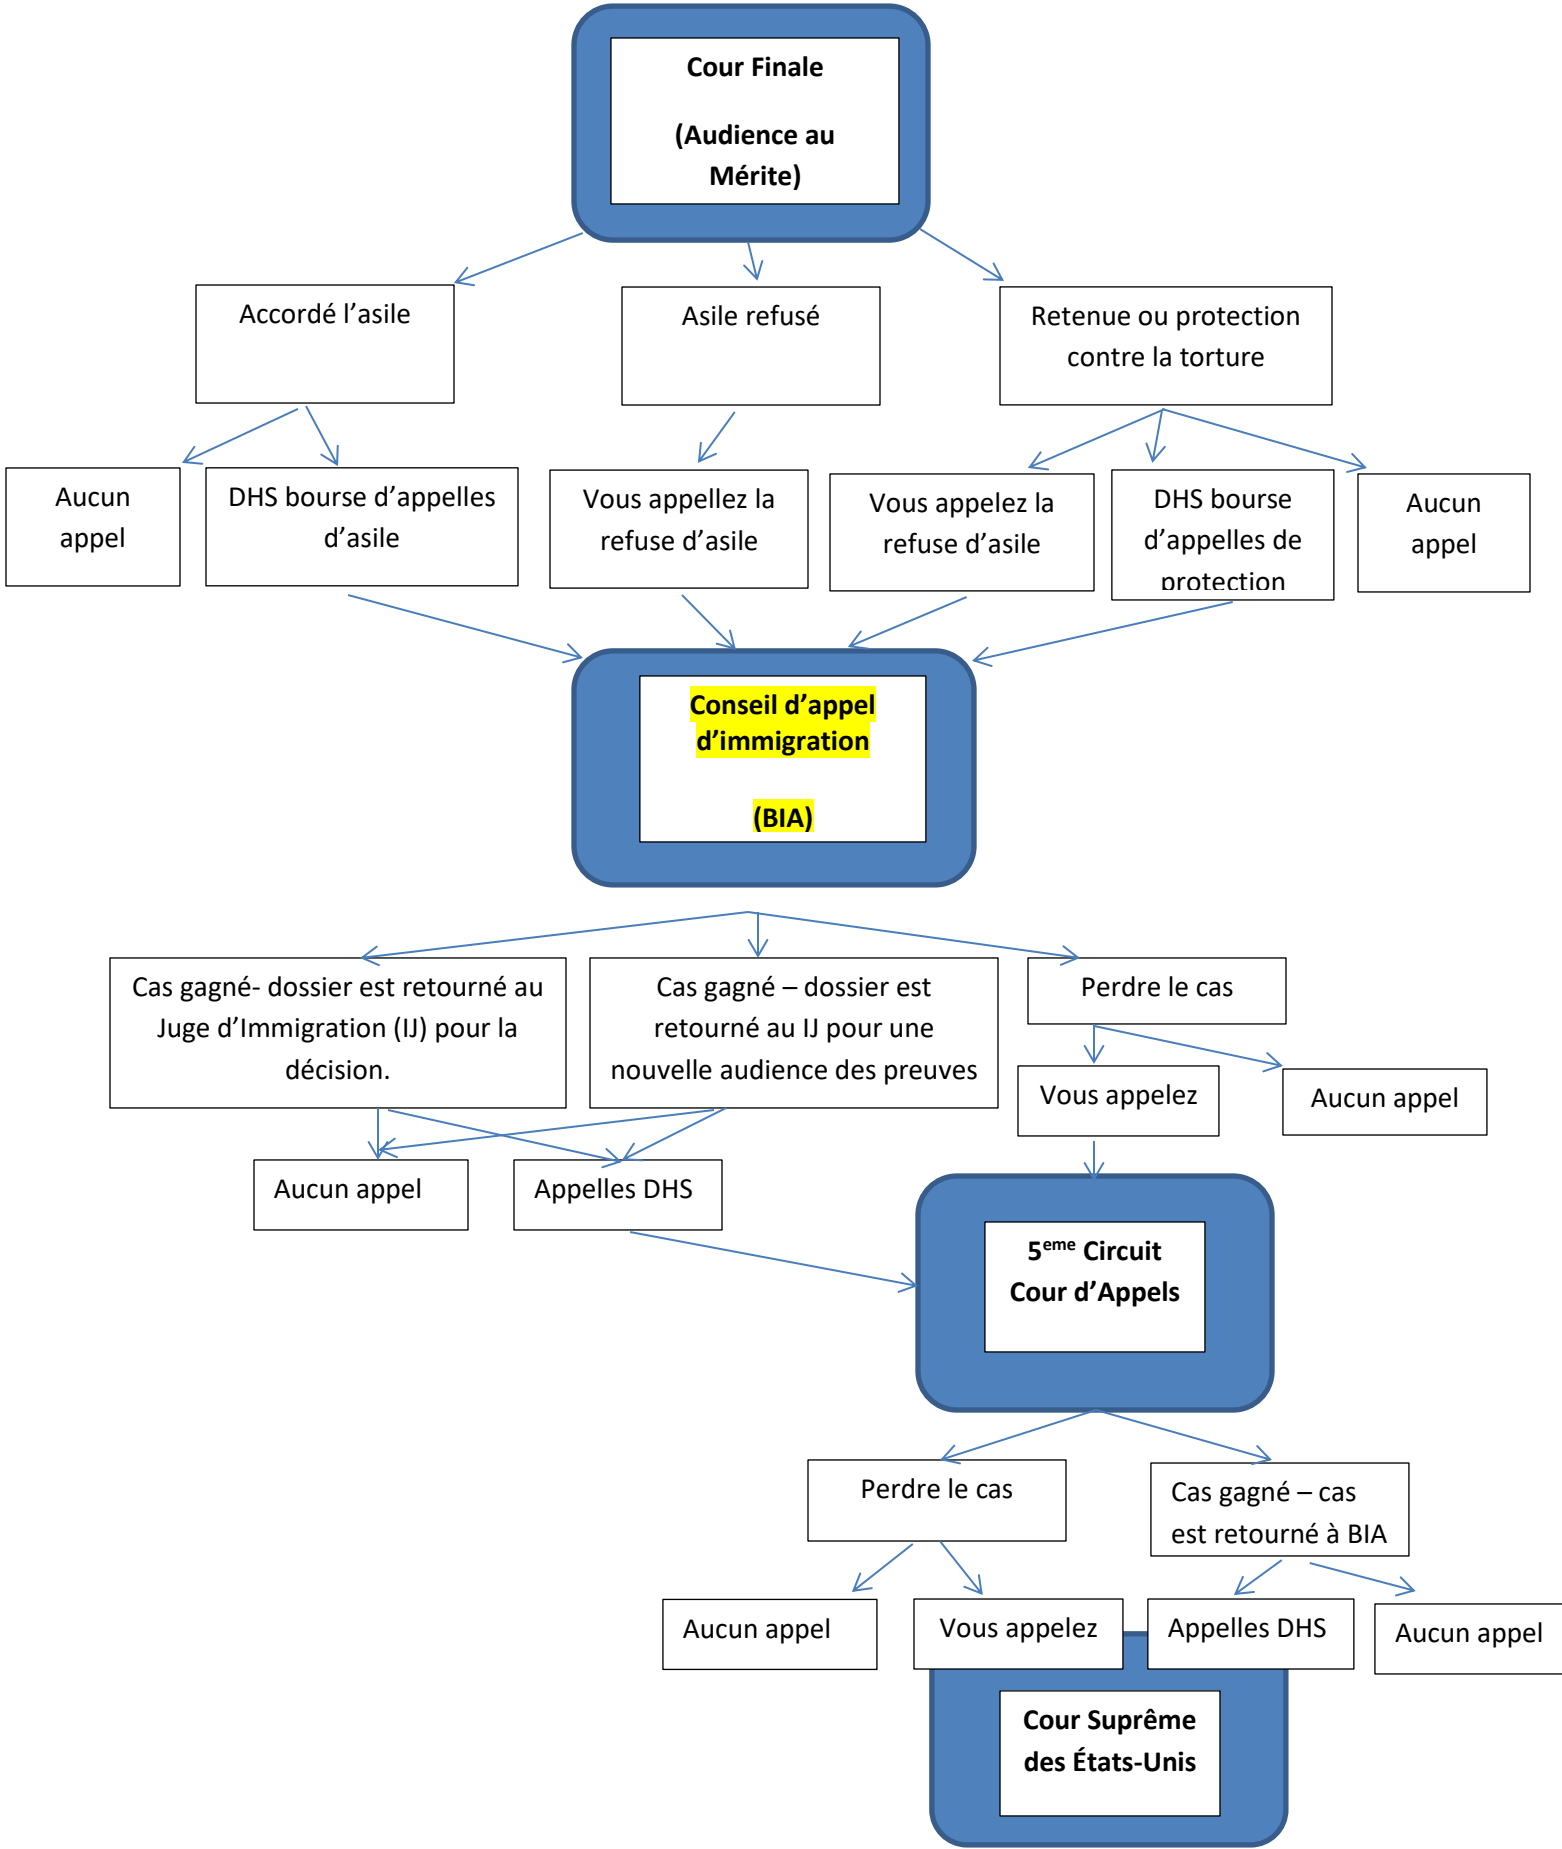 Cour Finale
(Audience au
Mérite)
Accordé l’asile
Asile refusé
Retenue ou protection
contre la torture
Aucun
appel
DHS bourse d’appelles
d’asile
Vous appellez la
refuse d’asile
Vous appelez la
refuse d’asile
DHS bourse
d’appelles de
protection
Aucun
appel
Conseil d’appel
d’immigration
(BIA)
Cas gagné- dossier est retourné au
Juge d’Immigration (IJ) pour la
décision.
Cas gagné – dossier est
retourné au IJ pour une
nouvelle audience des preuves
Perdre le cas
Vous appelez
Aucun appel
Aucun appel
Appelles DHS
5eme Circuit
Cour d’Appels
Perdre le cas
Cas gagné – cas
est retourné à BIA
Aucun appel
Vous appelez
Appelles DHS
Aucun appel
Cour Suprême
des États-Unis